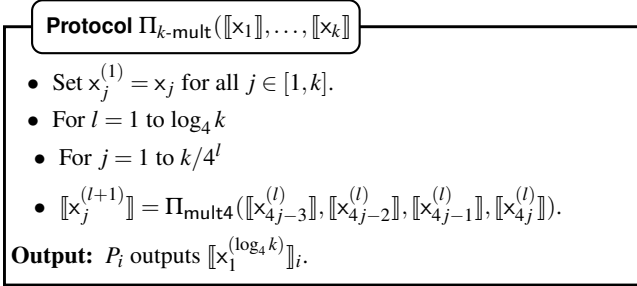 Protocol Π_{k-mult}(⟦x_1⟧,…,⟦x_k⟧
• Set x_j^{(1)} = x_j for all j ∈ [1,k].
• For l = 1 to log_4 k
• For j = 1 to k/4^l
• ⟦x_j^{(l+1)}⟧ = Π_{mult4}(⟦x_{4j−3}^{(l)}⟧,⟦x_{4j−2}^{(l)}⟧,⟦x_{4j−1}^{(l)}⟧,⟦x_{4j}^{(l)}⟧).
Output: P_i outputs ⟦x_1^{(log_4 k)}⟧_i.